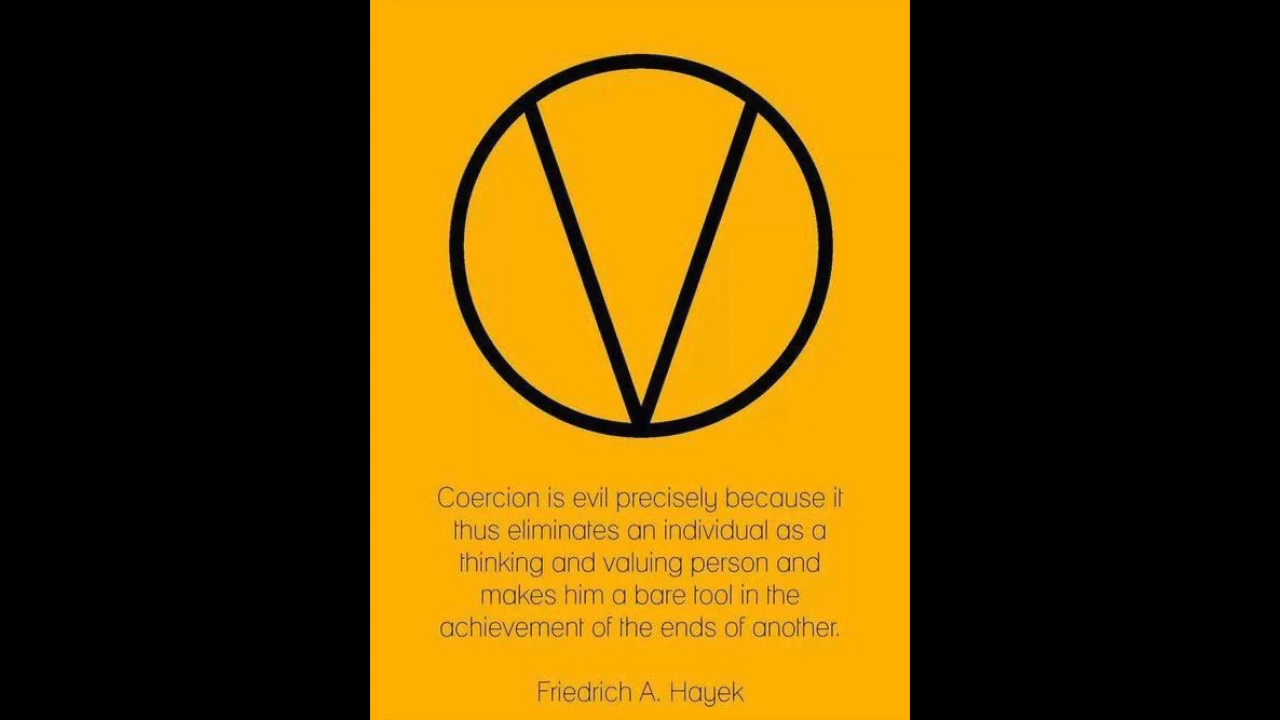 Coercion is evil precisely because it
thus eliminates an individual as a
thinking and valuing person and
makes him a bare tool in the
achievement of the ends of another.
Friedrich A. Hayek